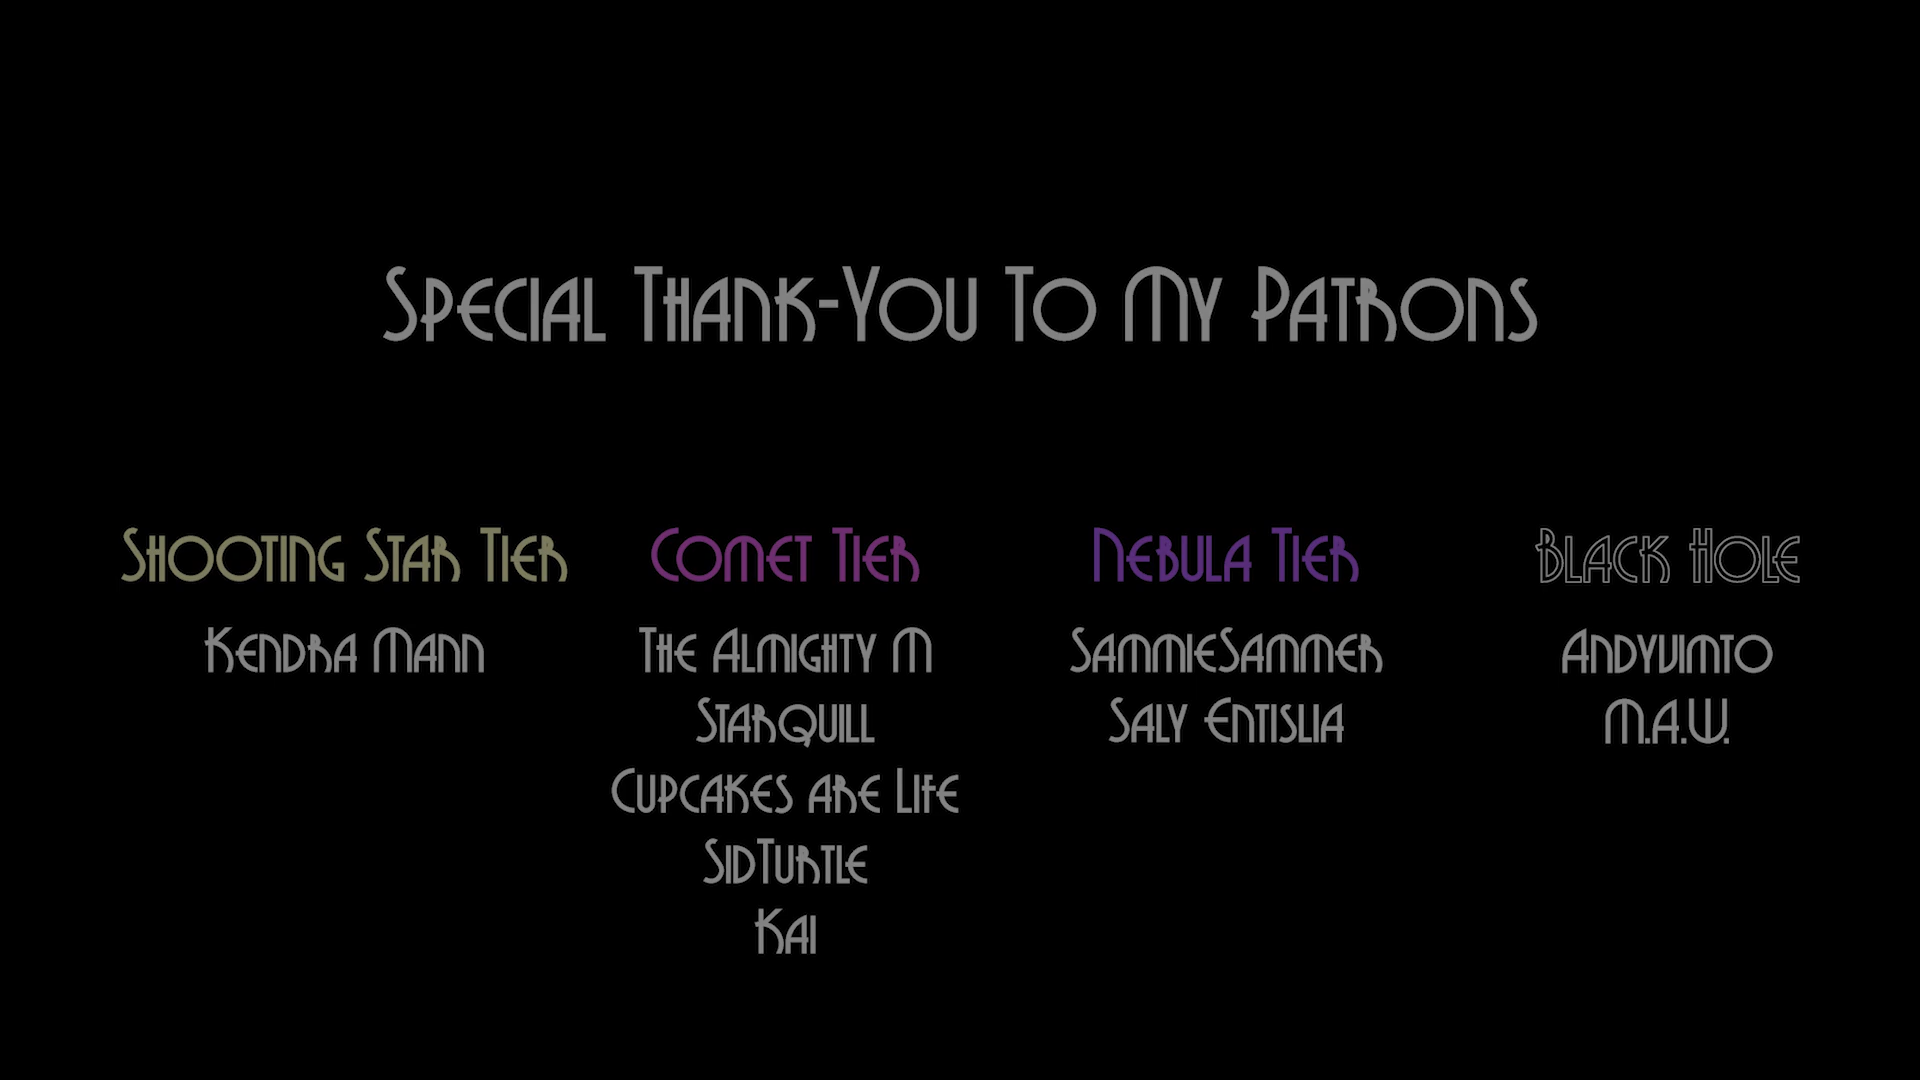 Special Thank-You To My Patrons
Shooting Star Tier
Kendra Mann
Comet Tier
The Almighty M
StarQuill
Cupcakes are Life
SidTurtle
Kai
Nebula Tier
SammieSammer
Saly Entislia
Black Hole
Andyvimto
M.A.W.